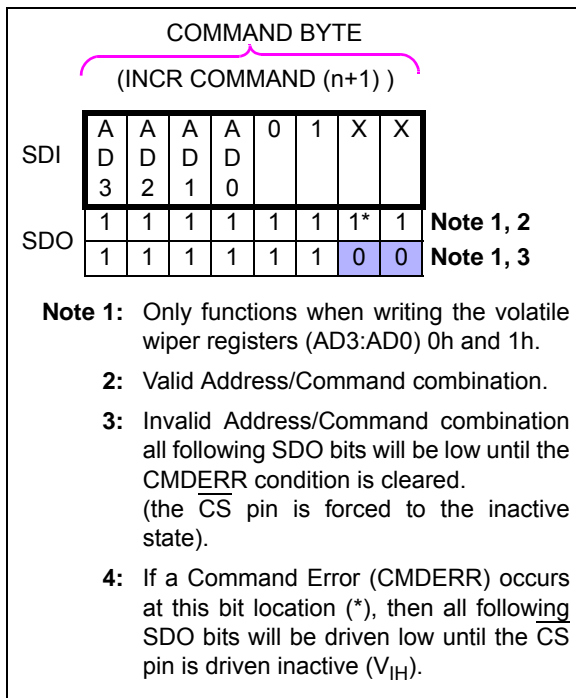 COMMAND BYTE
(INCR COMMAND (n+1) )
SDI
A A A A 0 1 X X
D D D D
3 2 1 0
SDO
1 1 1 1 1 1 1* 1 Note 1, 2
1 1 1 1 1 1 0 0 Note 1, 3
Note 1: Only functions when writing the volatile
wiper registers (AD3:AD0) 0h and 1h.
2: Valid Address/Command combination.
3: Invalid Address/Command combination
all following SDO bits will be low until the
CMDERR condition is cleared.
(the C̅S̅ pin is forced to the inactive
state).
4: If a Command Error (CMDERR) occurs
at this bit location (*), then all following
SDO bits will be driven low until the C̅S̅
pin is driven inactive (VIH).